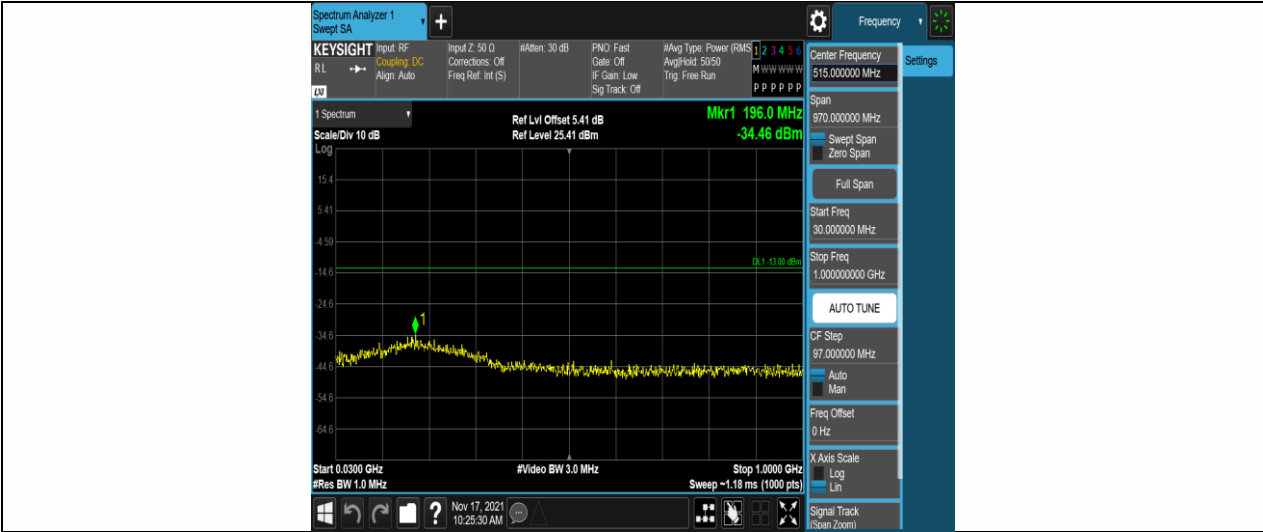 Spectrum Analyzer 1
Swept SA
Frequency
KEYSIGHT
RL
LXI
Input: RF
Coupling: DC
Align: Auto
Input Z: 50 Ω
Corrections: Off
Freq Ref: Int (S)
#Atten: 30 dB
PNO: Fast
Gate: Off
IF Gain: Low
Sig Track: Off
#Avg Type: Power (RMS
Avg|Hold: 50/50
Trig: Free Run
1 2 3 4 5 6
M W W W W W
P P P P P P
1 Spectrum
Scale/Div 10 dB
Ref Lvl Offset 5.41 dB
Ref Level 25.41 dBm
Mkr1 196.0 MHz
-34.46 dBm
Log
15.4
5.41
-4.59
DL1 -13.00 dBm
-14.6
-24.6
1
-34.6
-44.6
-54.6
-64.6
Start 0.0300 GHz
#Video BW 3.0 MHz
Stop 1.0000 GHz
#Res BW 1.0 MHz
Sweep ~1.18 ms (1000 pts)
?
Nov 17, 2021
10:25:30 AM
Center Frequency
515.000000 MHz
Settings
Span
970.000000 MHz
Swept Span
Zero Span
Full Span
Start Freq
30.000000 MHz
Stop Freq
1.000000000 GHz
AUTO TUNE
CF Step
97.000000 MHz
Auto
Man
Freq Offset
0 Hz
X Axis Scale
Log
Lin
Signal Track
(Span Zoom)